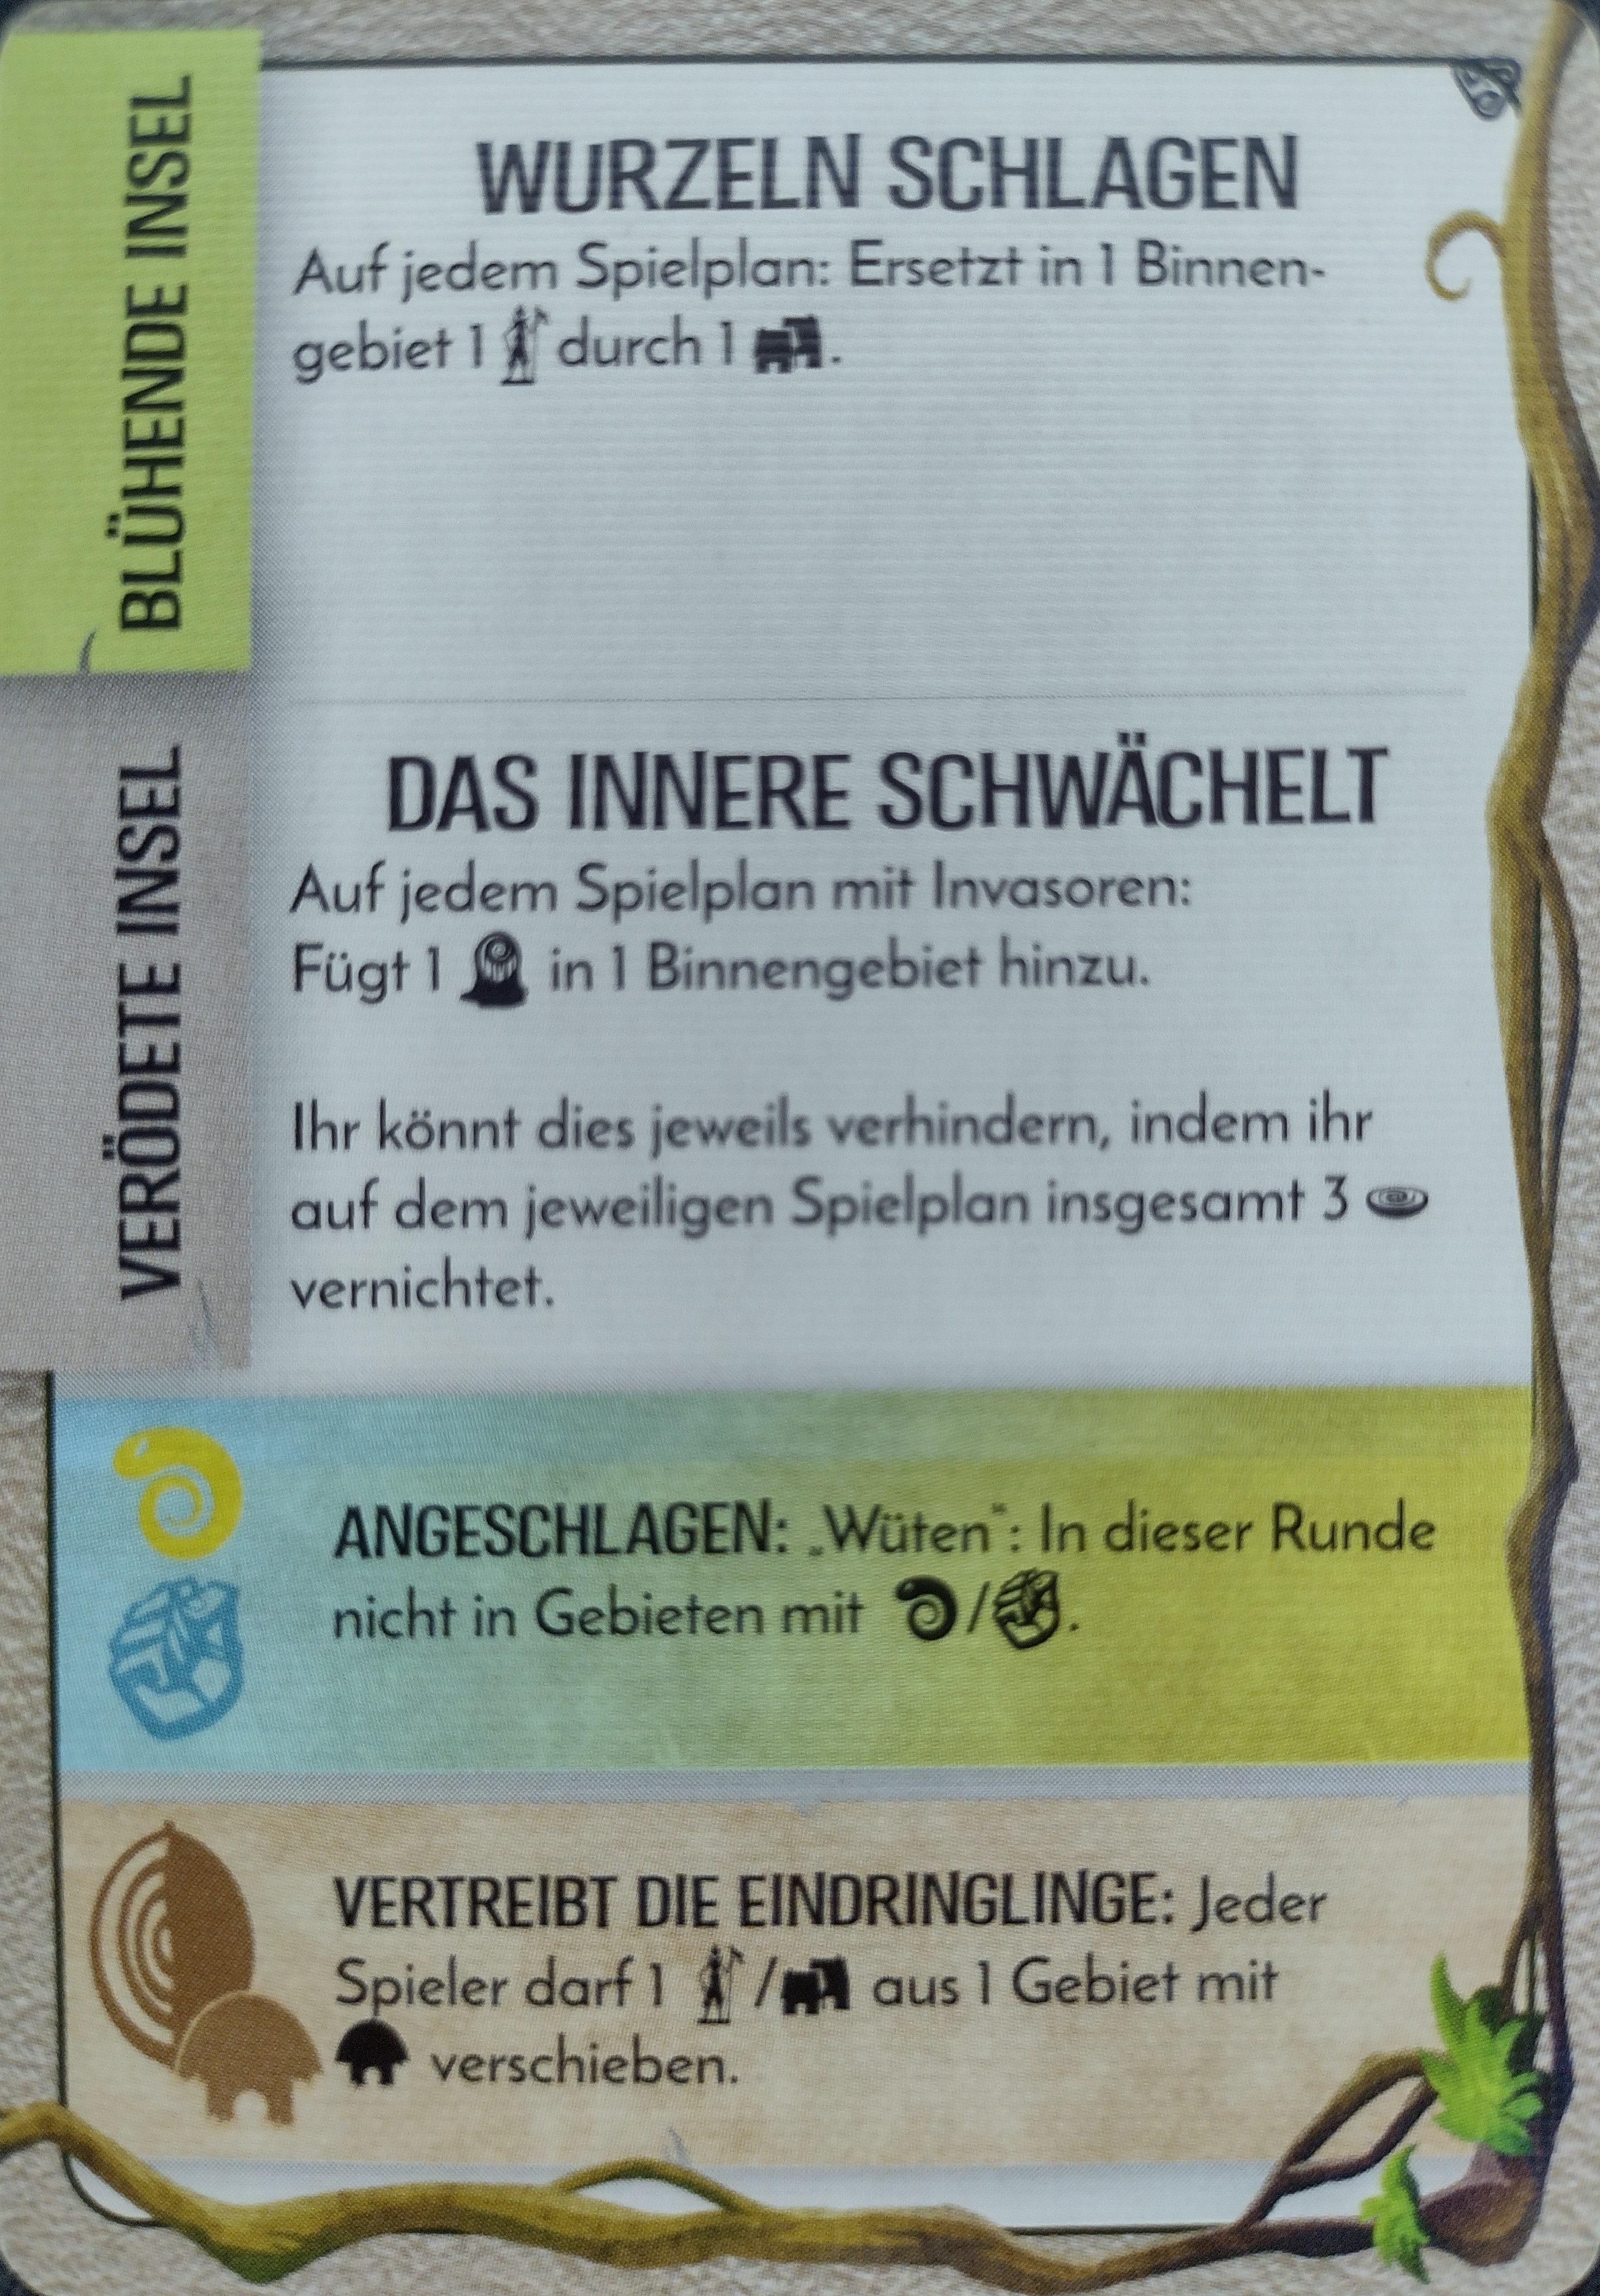 BLÜHENDE INSEL
WURZELN SCHLAGEN
Auf jedem Spielplan: Ersetzt in 1 Binnen-
gebiet 1 durch 1 .
VERÖDETE INSEL
DAS INNERE SCHWÄCHELT
Auf jedem Spielplan mit Invasoren:
Fügt 1 in 1 Binnengebiet hinzu.
Ihr könnt dies jeweils verhindern, indem ihr
auf dem jeweiligen Spielplan insgesamt 3
vernichtet.
ANGESCHLAGEN: „Wüten“: In dieser Runde
nicht in Gebieten mit / .
VERTREIBT DIE EINDRINGLINGE: Jeder
Spieler darf 1 / aus 1 Gebiet mit
verschieben.